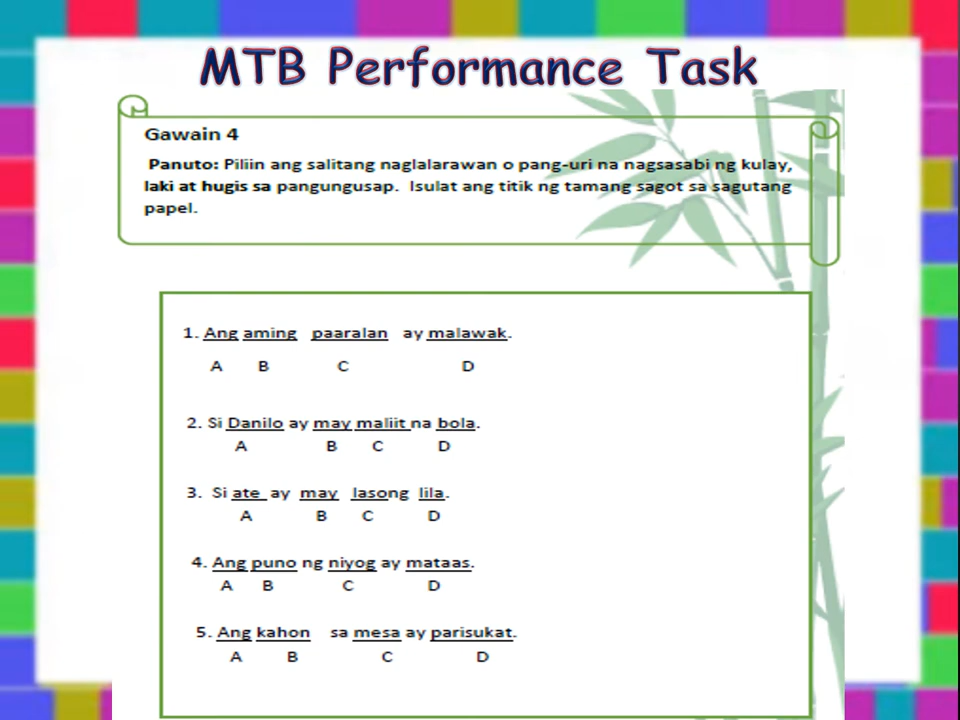 MTB Performance Task
Gawain 4
Panuto: Piliin ang salitang naglalarawan o pang-uri na nagsasabi ng kulay,
laki at hugis sa pangungusap. Isulat ang titik ng tamang sagot sa sagutang
papel.
1. Ang aming paaralan ay malawak.
A B C D
2. Si Danilo ay may maliit na bola.
A B C D
3. Si ate ay may lasong lila.
A B C D
4. Ang puno ng niyog ay mataas.
A B C D
5. Ang kahon sa mesa ay parisukat.
A B C D